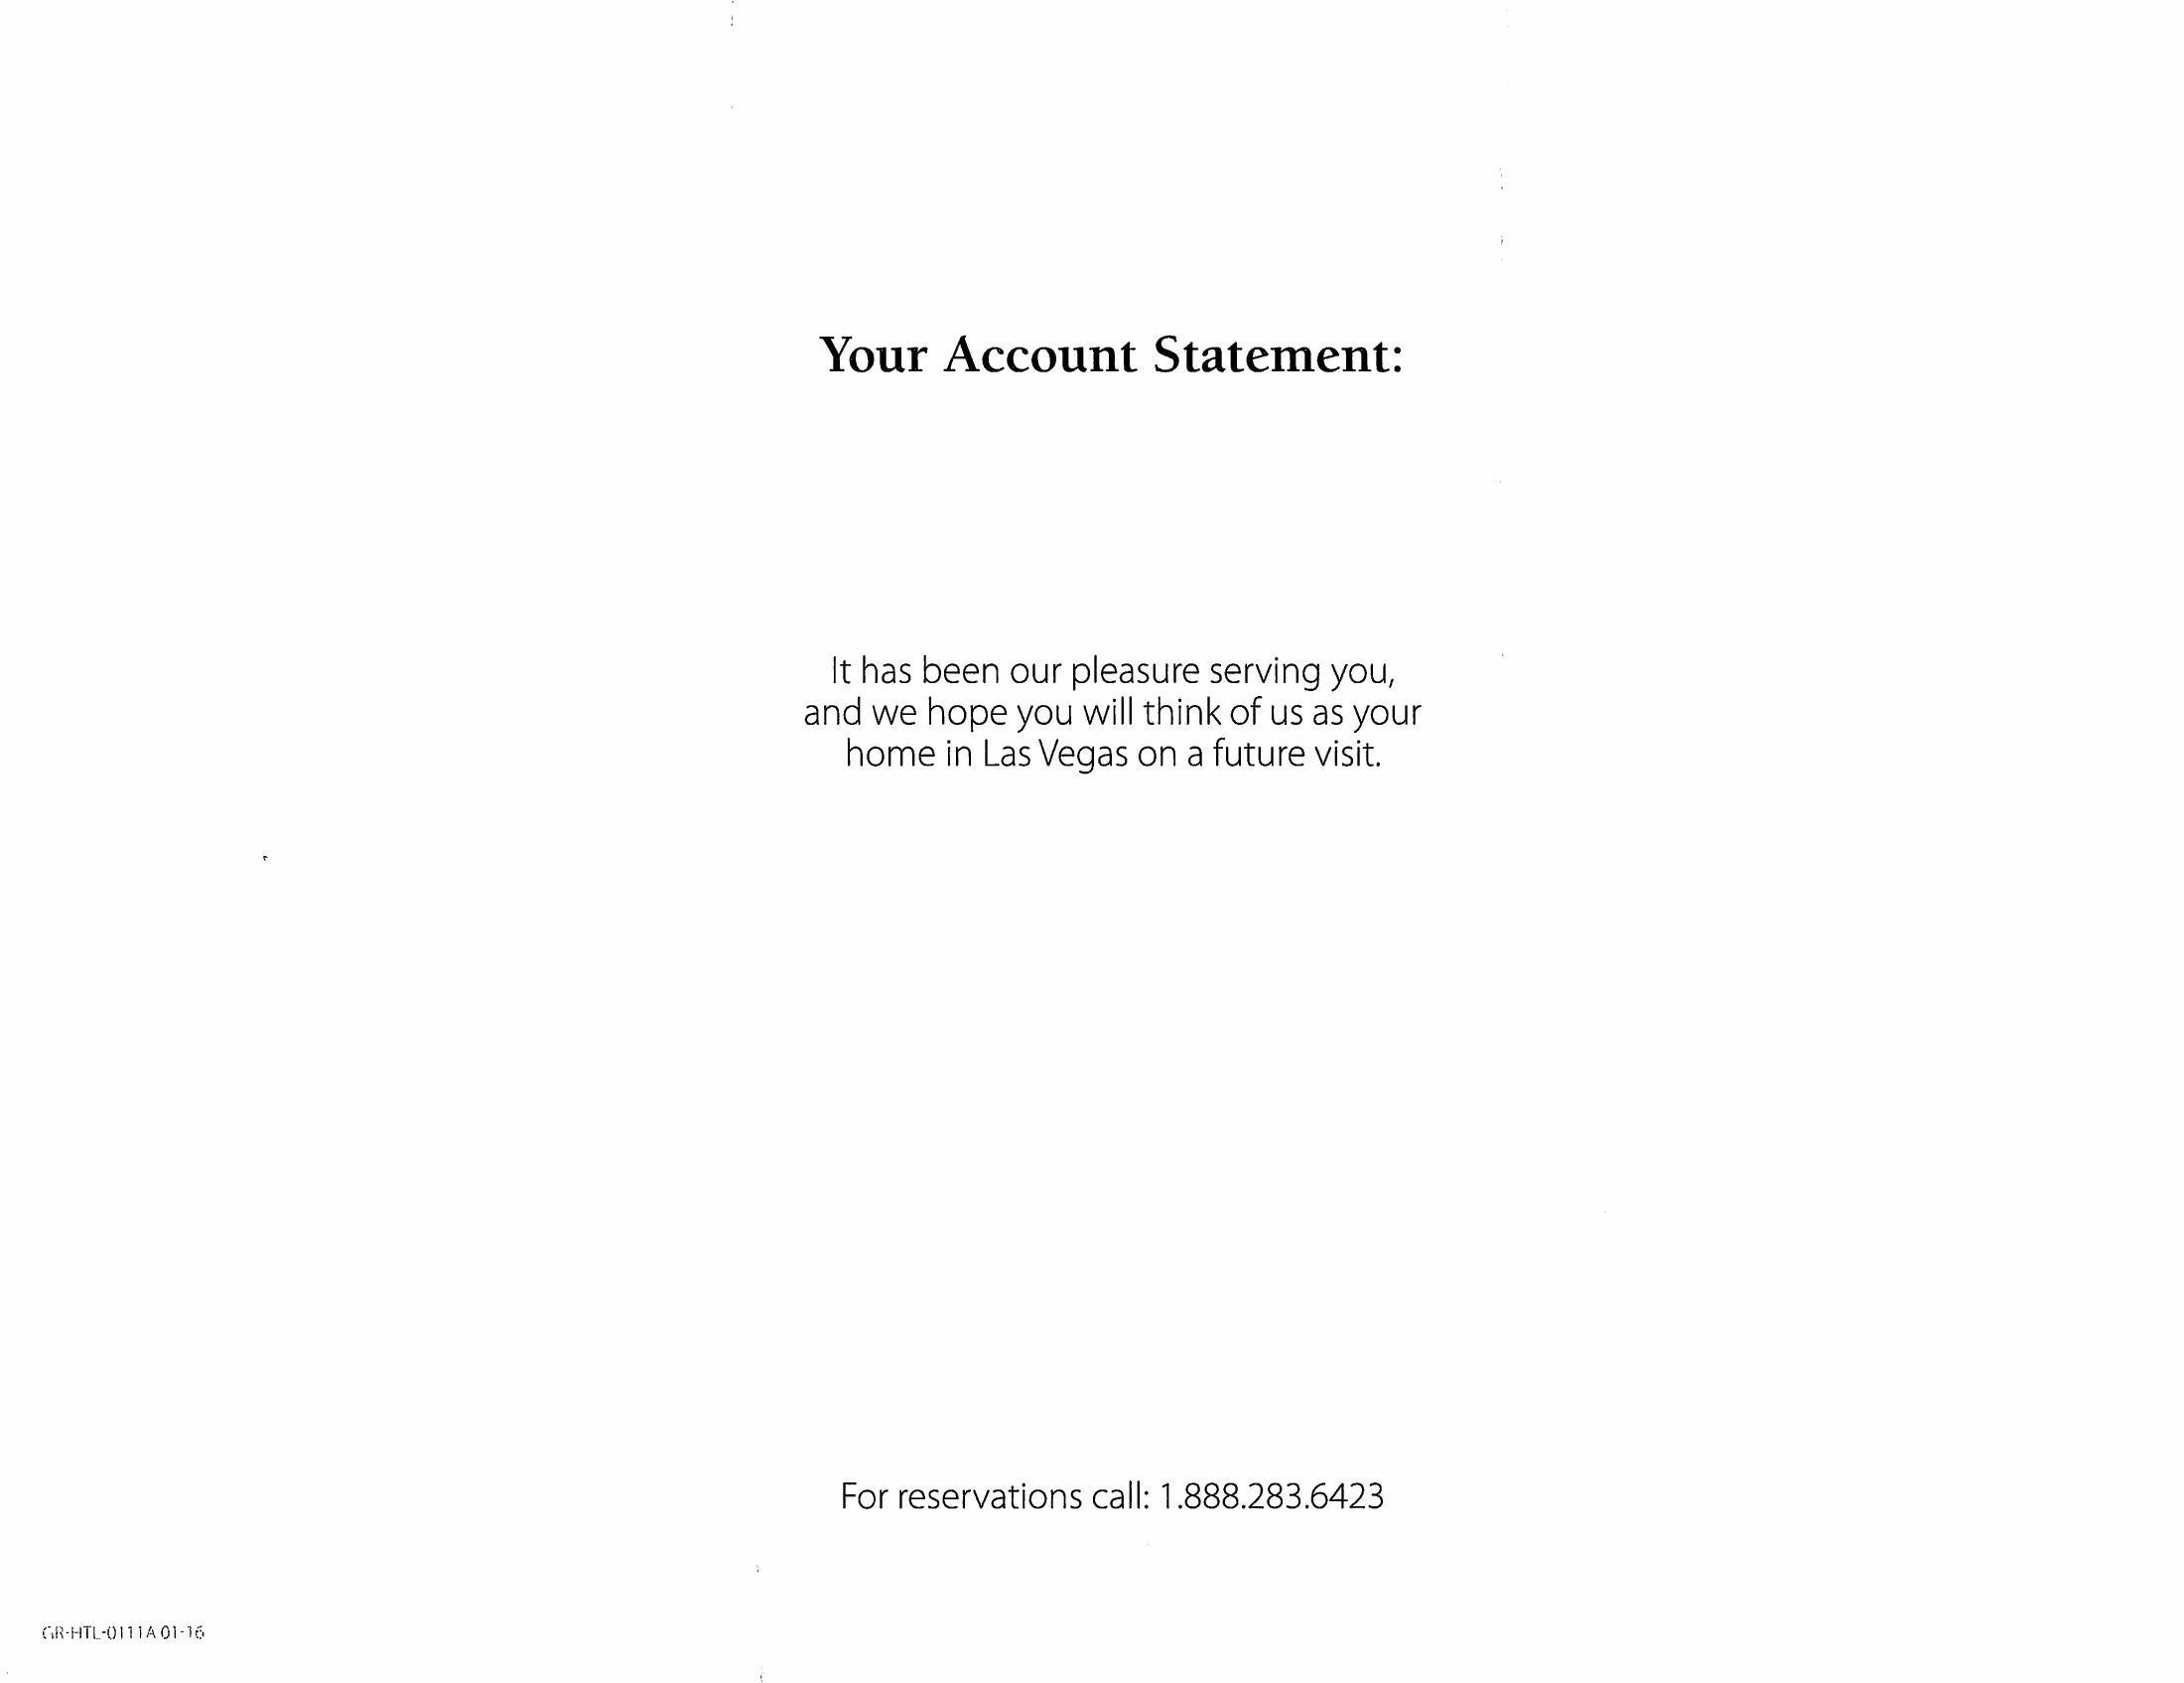 Your Account Statement:
It has been our pleasure serving you,
and we hope you will think of us as your
home in Las Vegas on a future visit.
For reservations call: 1.888.283.6423
GR-HTL-0111A 01-16